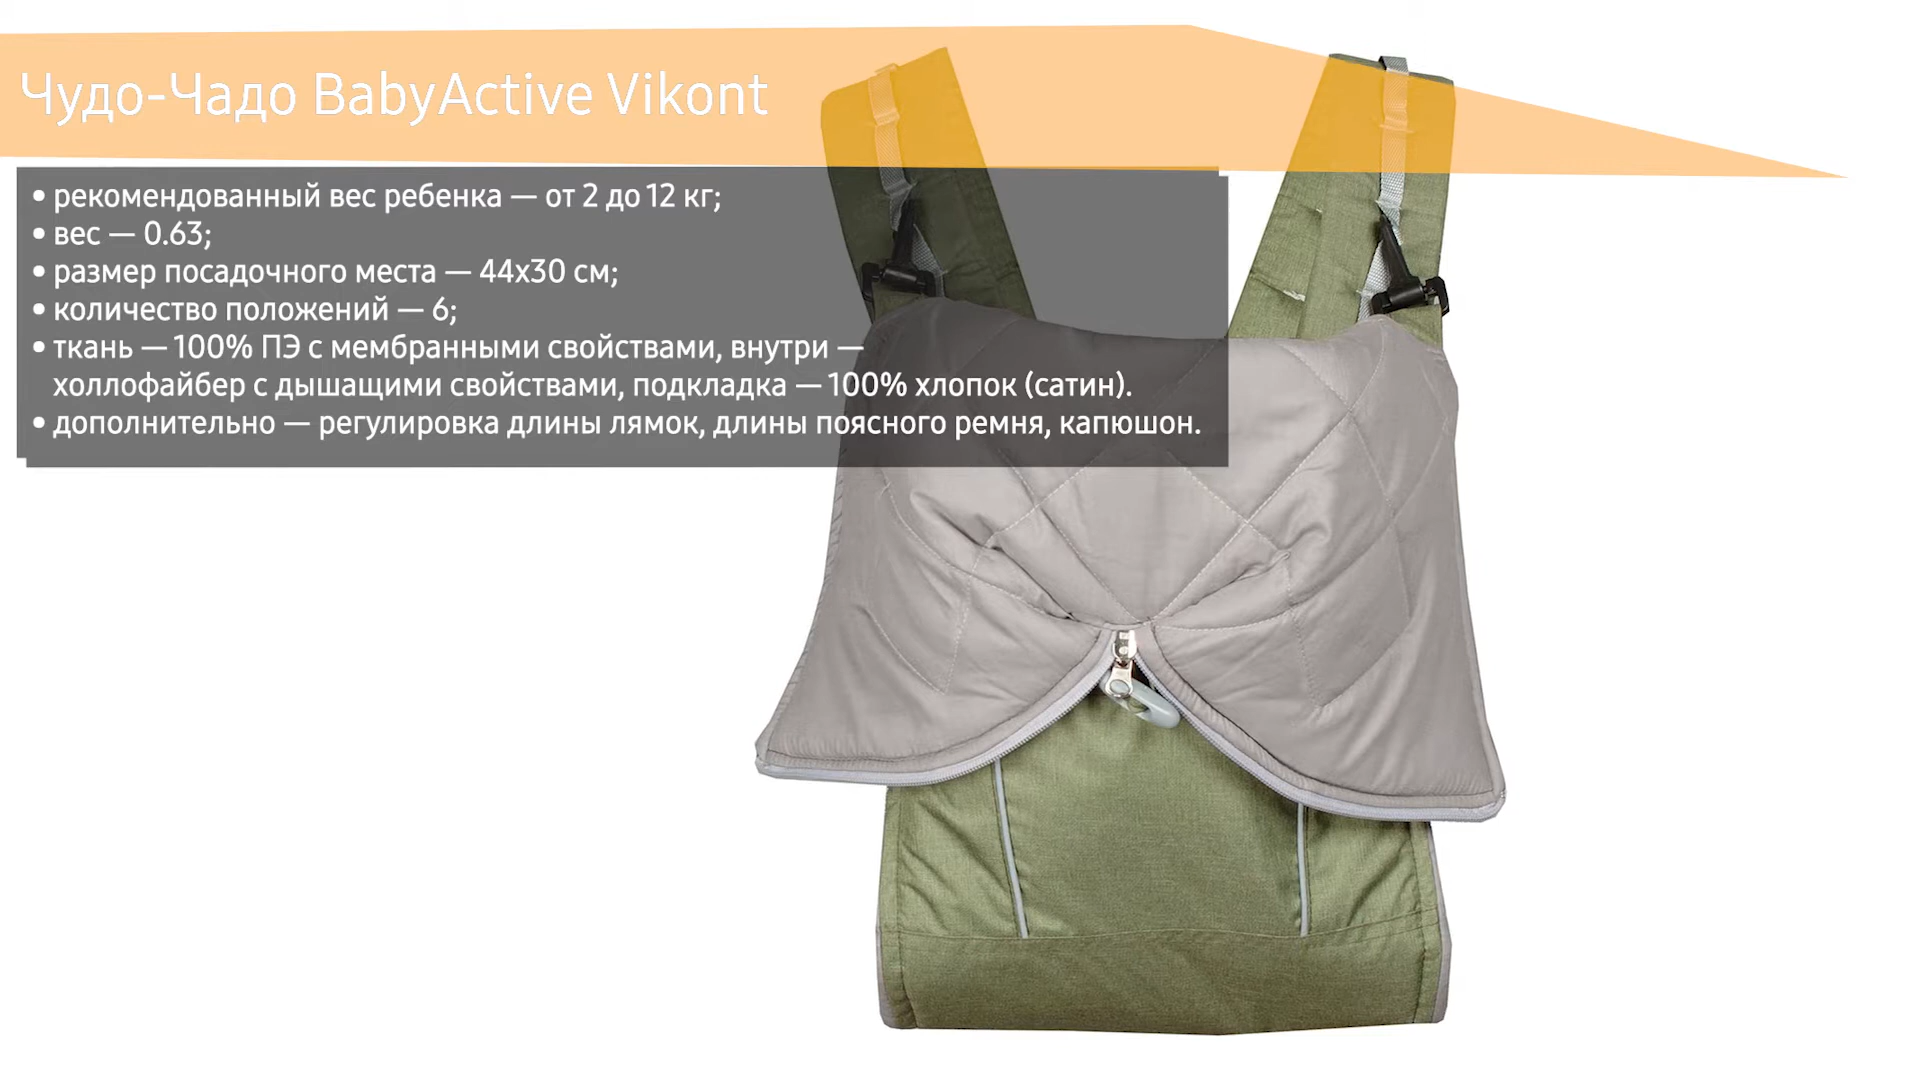 Чудо-Чадо BabyActive Vikont
• рекомендованный вес ребенка — от 2 до 12 кг;
• вес — 0.63;
• размер посадочного места — 44х30 см;
• количество положений — 6;
• ткань — 100% ПЭ с мембранными свойствами, внутри —
холлофайбер с дышащими свойствами, подкладка — 100% хлопок (сатин).
• дополнительно — регулировка длины лямок, длины поясного ремня, капюшон.